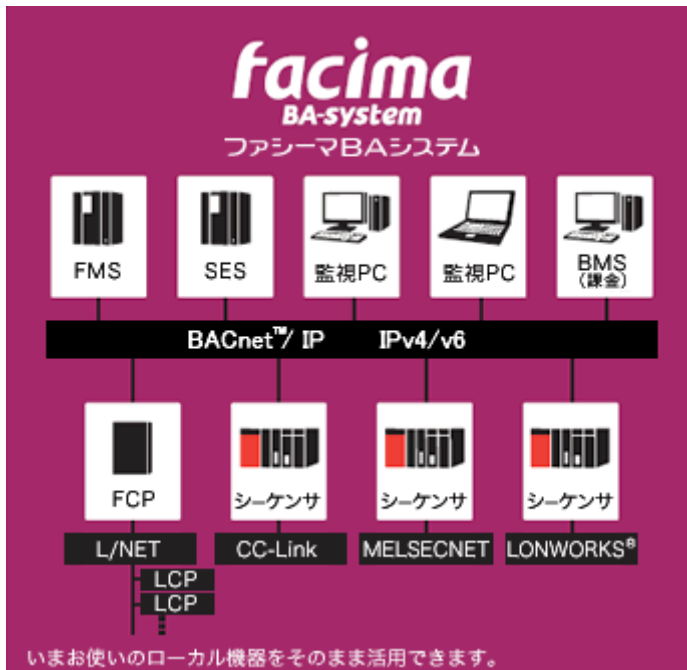 facima
BA-system
ファシーマBAシステム
FMS
SES
監視PC
監視PC
BMS
(課金)
BACnet™/ IP IPv4/v6
FCP
シーケンサ
シーケンサ
シーケンサ
L/NET
CC-Link
MELSECNET
LONWORKS®
LCP
LCP
いまお使いのローカル機器をそのまま活用できます。